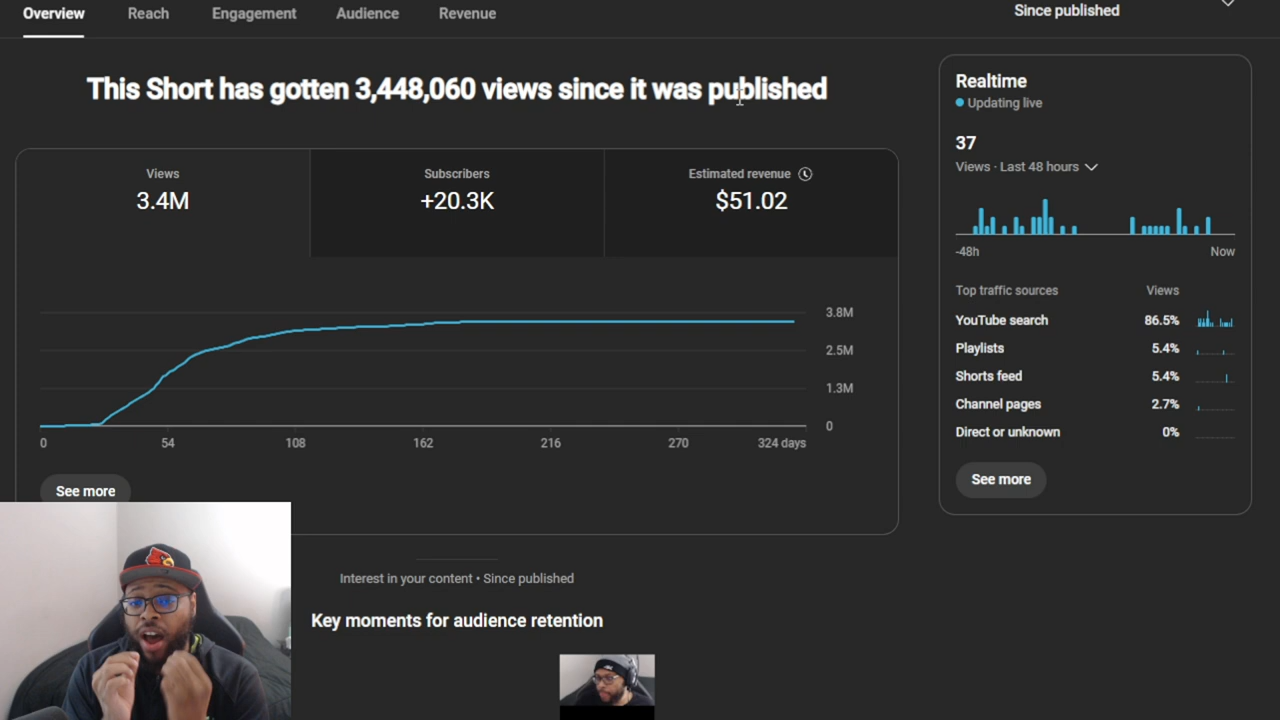 Overview Reach Engagement Audience Revenue
Since published
This Short has gotten 3,448,060 views since it was published
Views
3.4M
Subscribers
+20.3K
Estimated revenue
$51.02
3.8M
2.5M
1.3M
0
0 54 108 162 216 270 324 days
See more
Interest in your content • Since published
Key moments for audience retention
Realtime
Updating live
37
Views · Last 48 hours
-48h Now
Top traffic sources Views
YouTube search 86.5%
Playlists 5.4%
Shorts feed 5.4%
Channel pages 2.7%
Direct or unknown 0%
See more